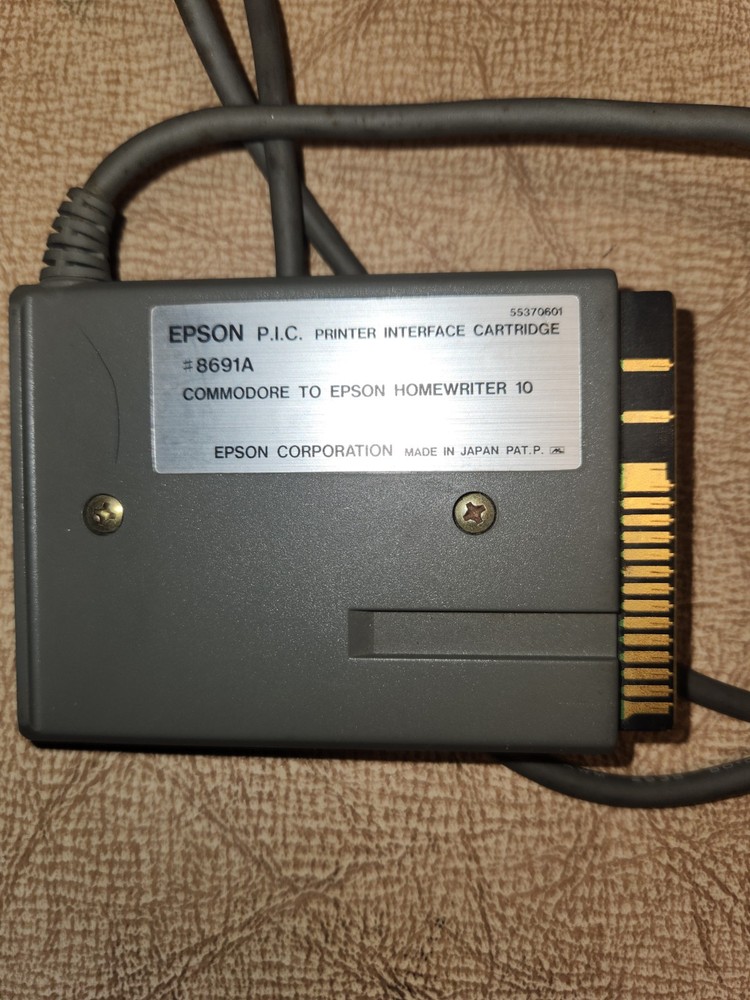 55370601
EPSON P.I.C. PRINTER INTERFACE CARTRIDGE
#8691A
COMMODORE TO EPSON HOMEWRITER 10
EPSON CORPORATION MADE IN JAPAN PAT.P.